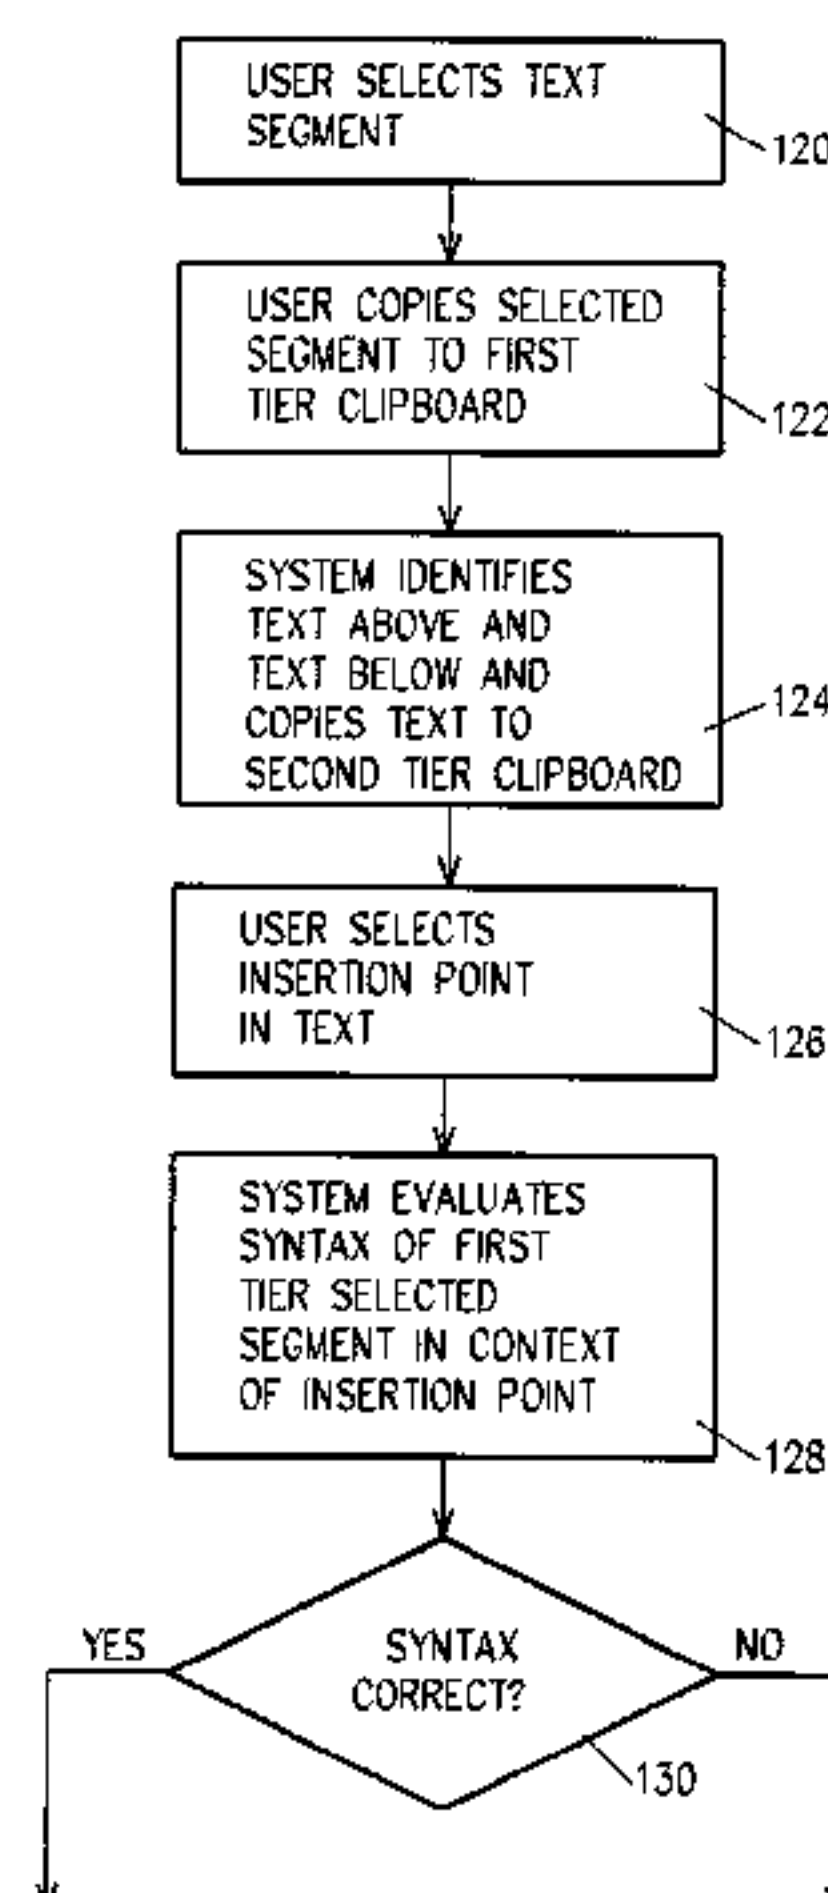 USER SELECTS TEXT
SEGMENT
120
USER COPIES SELECTED
SEGMENT TO FIRST
TIER CLIPBOARD
122
SYSTEM IDENTIFIES
TEXT ABOVE AND
TEXT BELOW AND
COPIES TEXT TO
SECOND TIER CLIPBOARD
124
USER SELECTS
INSERTION POINT
IN TEXT
126
SYSTEM EVALUATES
SYNTAX OF FIRST
TIER SELECTED
SEGMENT IN CONTEXT
OF INSERTION POINT
128
YES
SYNTAX
CORRECT?
NO
130